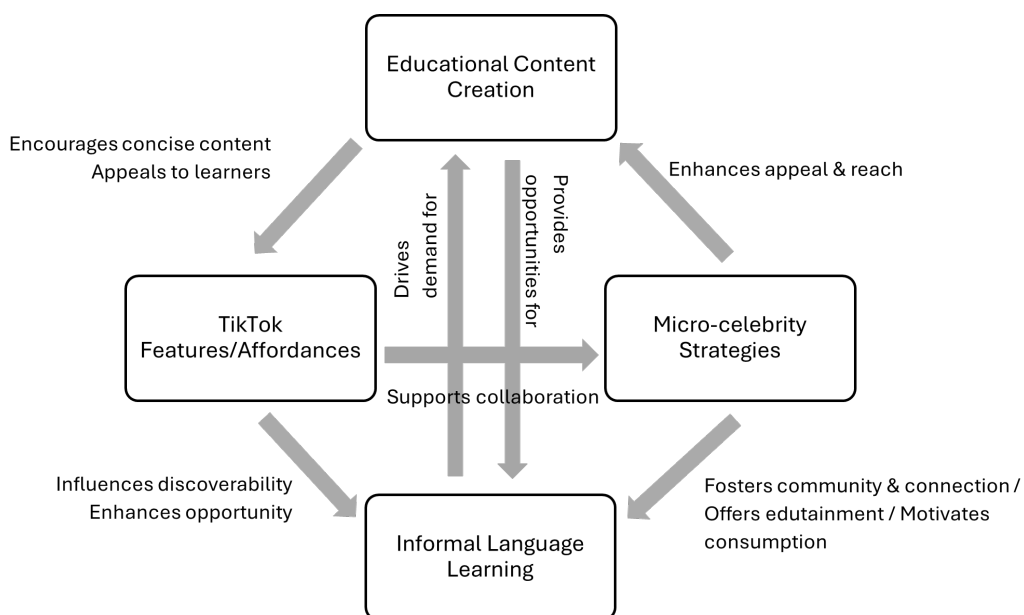 Educational Content
Creation
Encourages concise content
Appeals to learners
Enhances appeal & reach
Drives
demand for
Provides
opportunities for
TikTok
Features/Affordances
Micro-celebrity
Strategies
Supports collaboration
Influences discoverability
Enhances opportunity
Fosters community & connection /
Offers edutainment / Motivates
consumption
Informal Language
Learning